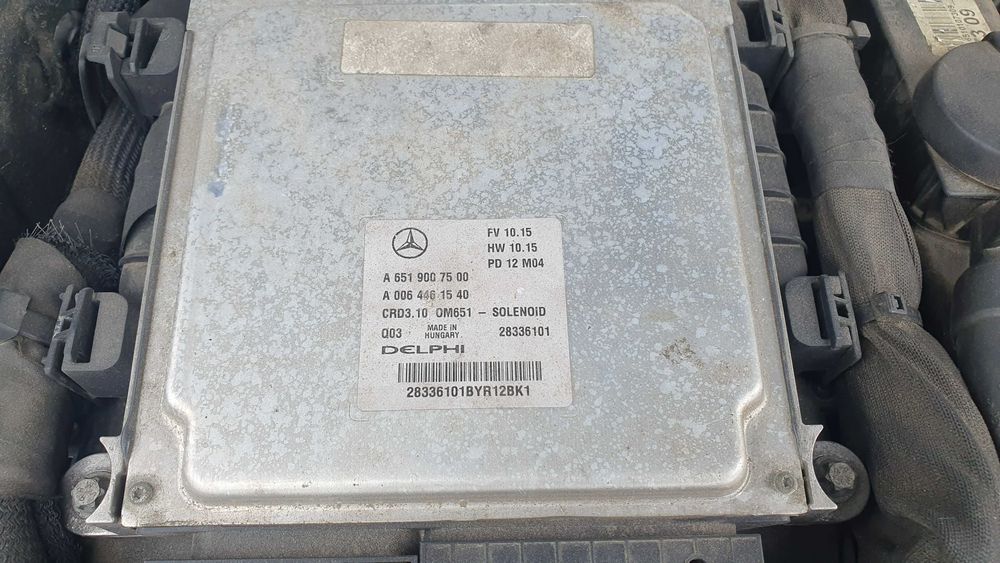 FV 10.15
HW 10.15
PD 12 M04
A 651 900 75 00
A 006 446 15 40
CRD3.10 OM651 – SOLENOID
Q03 MADE IN HUNGARY 28336101
DELPHI
28336101BYR12BK1